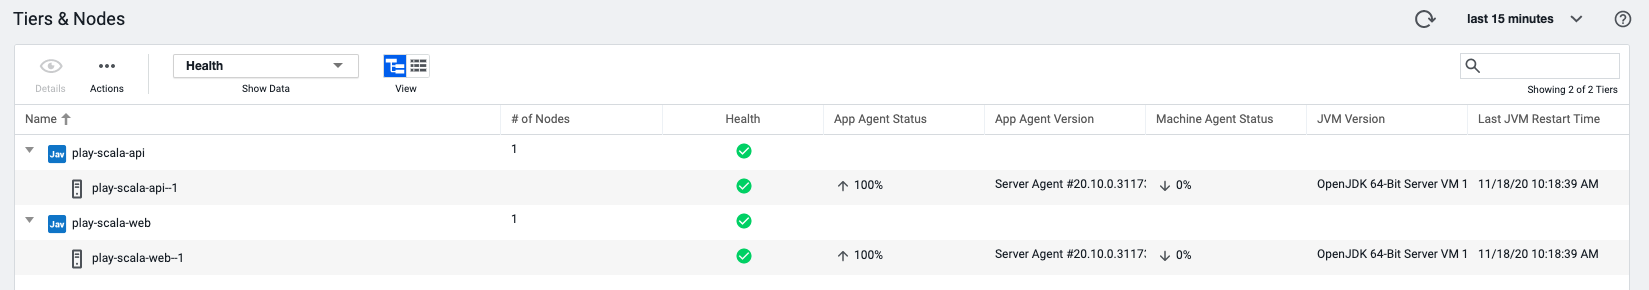 Tiers & Nodes
last 15 minutes
Details
Actions
Health
Show Data
View
Showing 2 of 2 Tiers
Name # of Nodes Health App Agent Status App Agent Version Machine Agent Status JVM Version Last JVM Restart Time
Jav play-scala-api 1
play-scala-api--1 100% Server Agent #20.10.0.3117 0% OpenJDK 64-Bit Server VM 1 11/18/20 10:18:39 AM
Jav play-scala-web 1
play-scala-web--1 100% Server Agent #20.10.0.3117 0% OpenJDK 64-Bit Server VM 1 11/18/20 10:18:39 AM